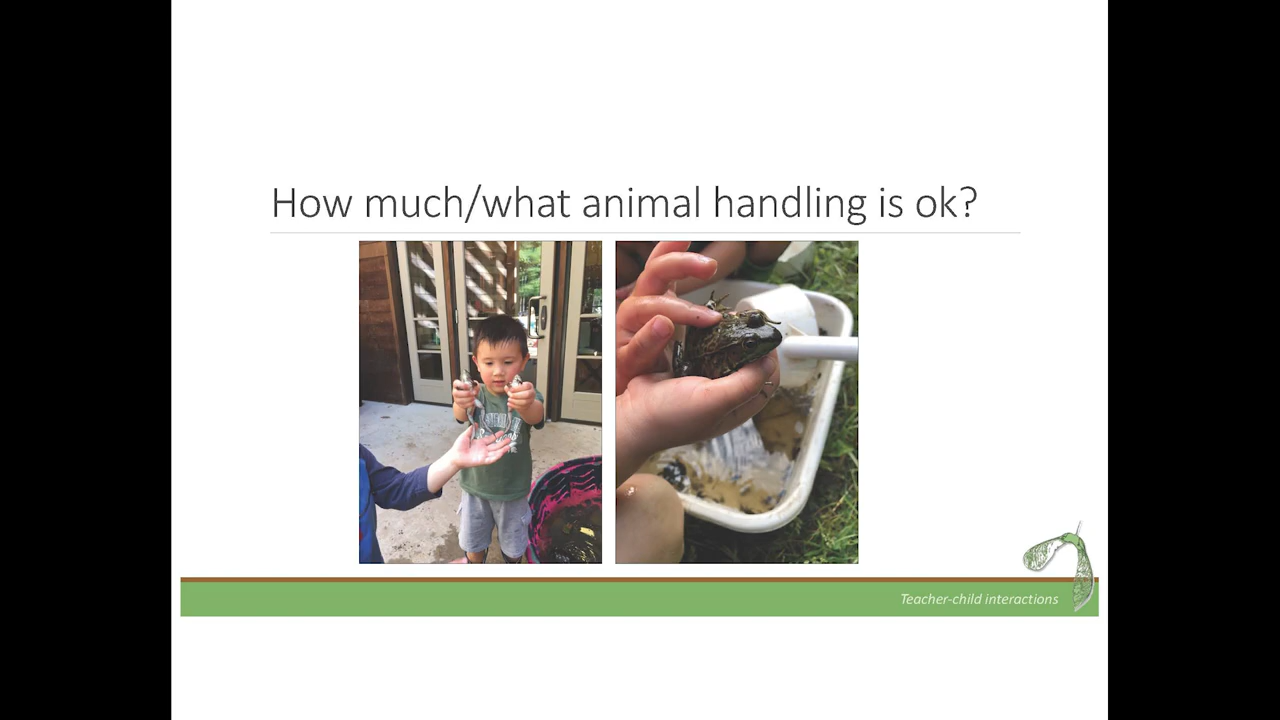 How much/what animal handling is ok?
Teacher-child interactions